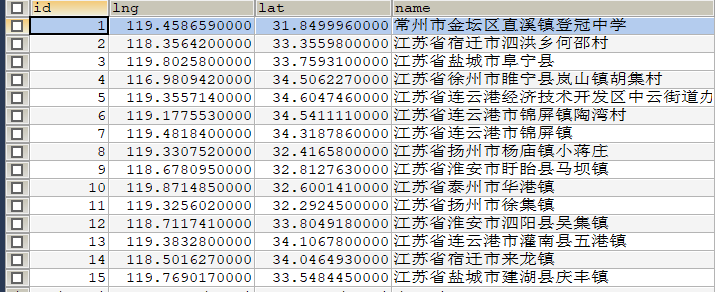 id lng lat name
1 119.4586590000 31.8499960000 常州市金坛区直溪镇登冠中学
2 118.3564200000 33.3559800000 江苏省宿迁市泗洪乡何邵村
3 119.8025800000 33.7593100000 江苏省盐城市阜宁县
4 116.9809420000 34.5062270000 江苏省徐州市睢宁县岚山镇胡集村
5 119.3557140000 34.6047460000 江苏省连云港经济技术开发区中云街道办
6 119.1775530000 34.5411110000 江苏省连云港市锦屏镇陶湾村
7 119.4818400000 34.3187860000 江苏省连云港市锦屏镇
8 119.3307520000 32.4165800000 江苏省扬州市杨庙镇小蒋庄
9 118.6780950000 32.8127630000 江苏省淮安市盱眙县马坝镇
10 119.8714850000 32.6001410000 江苏省泰州市华港镇
11 119.3256020000 32.2924500000 江苏省扬州市徐集镇
12 118.7117410000 33.8049180000 江苏省淮安市泗阳县吴集镇
13 119.3832800000 34.1067800000 江苏省连云港市灌南县五港镇
14 118.5016270000 34.0464930000 江苏省宿迁市来龙镇
15 119.7690170000 33.5484450000 江苏省盐城市建湖县庆丰镇